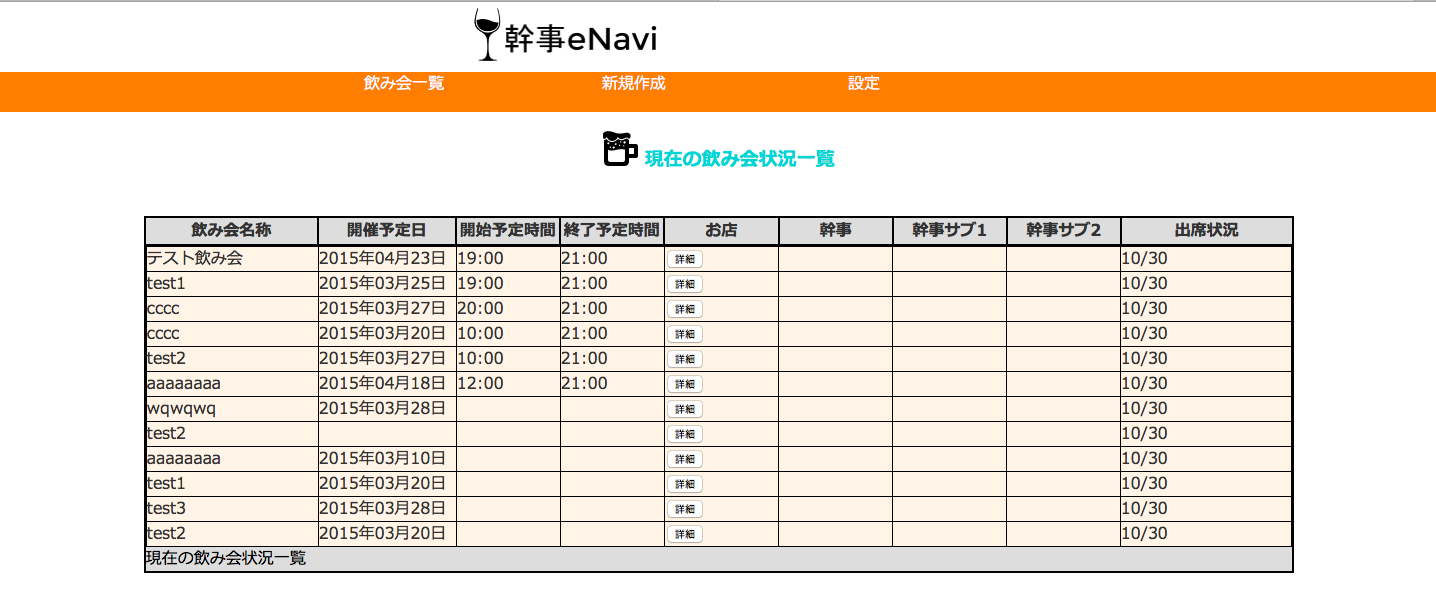 幹事eNavi
飲み会一覧 新規作成 設定
現在の飲み会状況一覧
飲み会名称 開催予定日 開始予定時間 終了予定時間 お店 幹事 幹事サブ1 幹事サブ2 出席状況
テスト飲み会 2015年04月23日 19:00 21:00 詳細 10/30
test1 2015年03月25日 19:00 21:00 詳細 10/30
cccc 2015年03月27日 20:00 21:00 詳細 10/30
cccc 2015年03月20日 10:00 21:00 詳細 10/30
test2 2015年03月27日 10:00 21:00 詳細 10/30
aaaaaaaa 2015年04月18日 12:00 21:00 詳細 10/30
wqwqwq 2015年03月28日 詳細 10/30
test2 詳細 10/30
aaaaaaaa 2015年03月10日 詳細 10/30
test1 2015年03月20日 詳細 10/30
test3 2015年03月28日 詳細 10/30
test2 2015年03月20日 詳細 10/30
現在の飲み会状況一覧